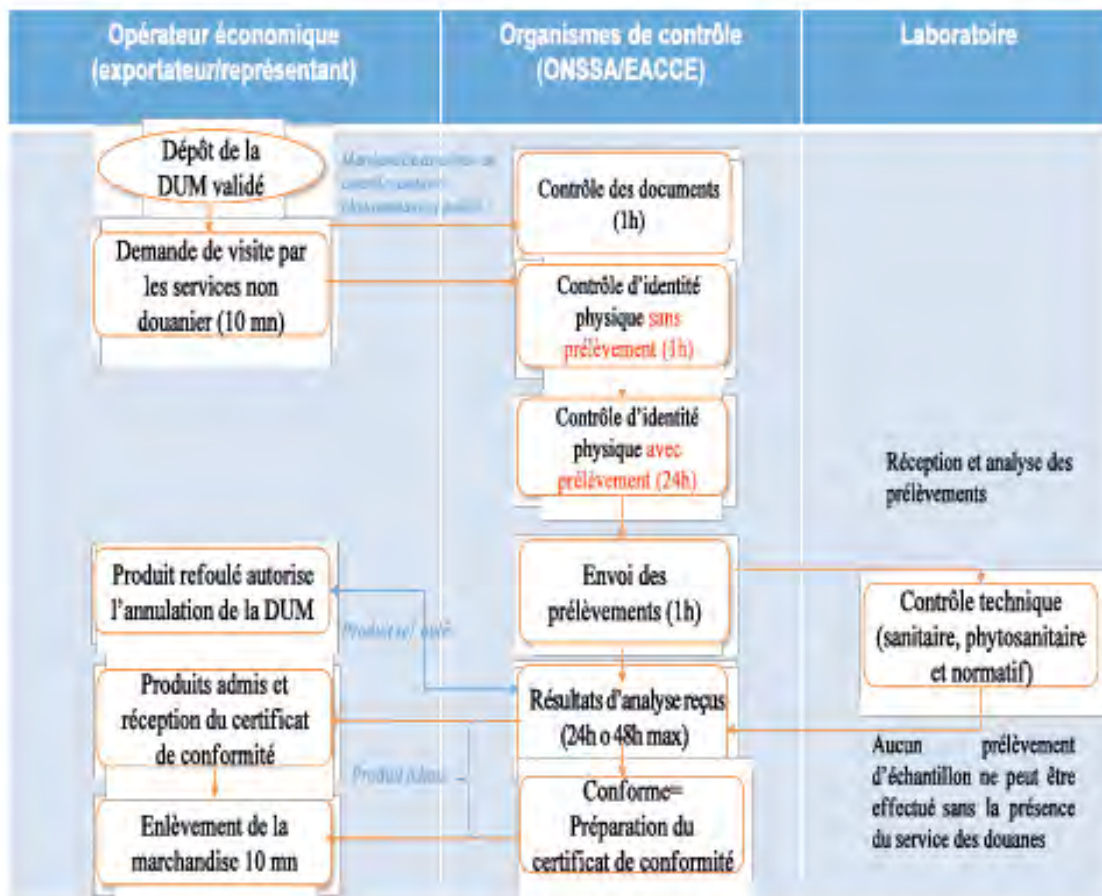 Opérateur économique
(exportateur/représentant)
Organismes de contrôle
(ONSSA/EACCE)
Laboratoire
Dépôt de la
DUM validé
Demande de visite par
les services non
douanier (10 mn)
Contrôle des documents
(1h)
Contrôle d'identité
physique sans
prélèvement (1h)
Contrôle d'identité
physique avec
prélèvement (24h)
Réception et analyse des
prélèvements
Produit refoulé autorise
l'annulation de la DUM
Envoi des
prélèvements (1h)
Contrôle technique
(sanitaire, phytosanitaire
et normatif)
Produit
Produits admis et
réception du certificat
de conformité
Résultats d'analyse reçus
(24h o 48h max)
Aucun prélèvement
d'échantillon ne peut être
effectué sans la présence
du service des douanes
Produit
Enlèvement de la
marchandise 10 mn
Conforme=
Préparation du
certificat de conformité